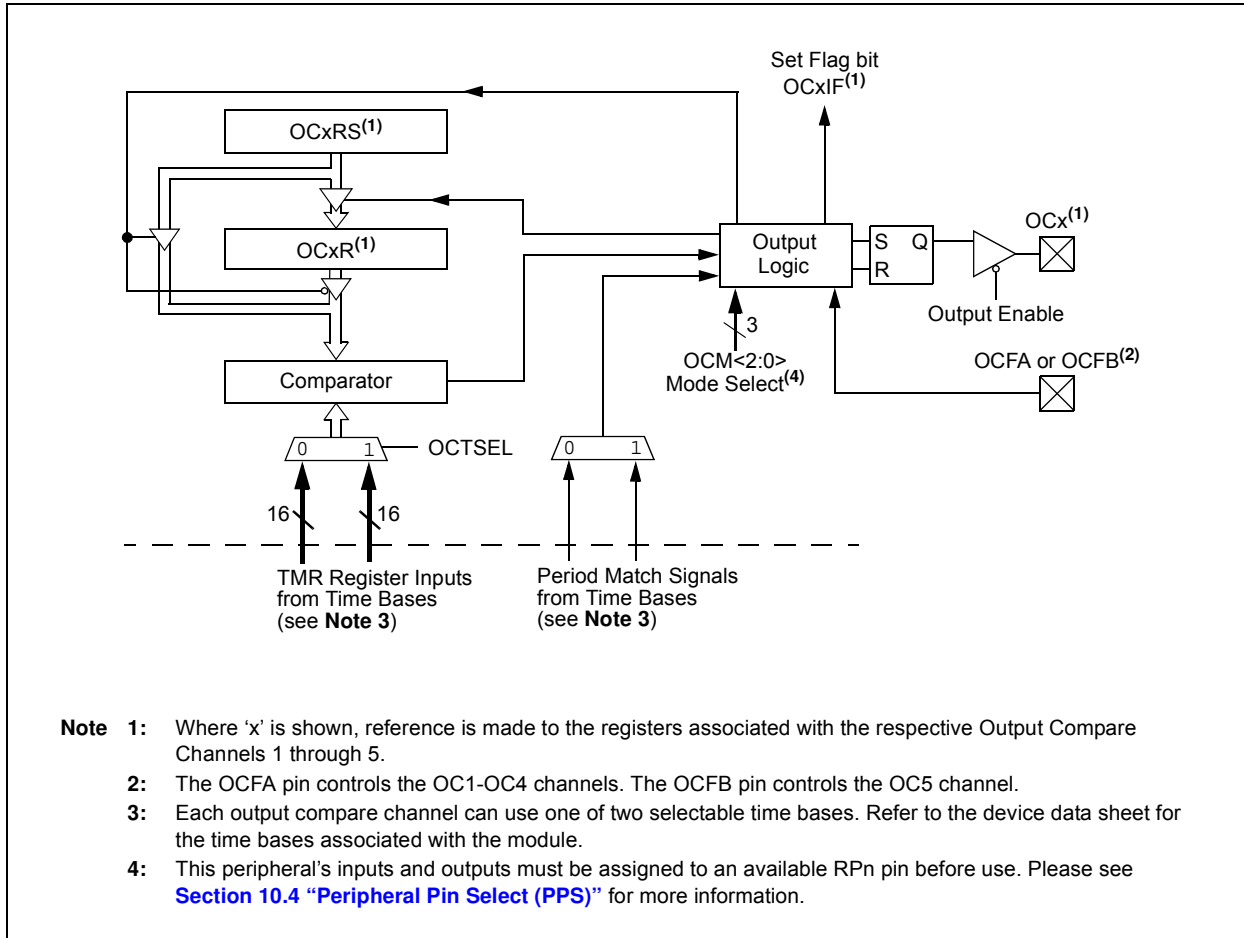 Set Flag bit
OCxIF(1)
OCxRS(1)
OCxR(1)
Output
Logic
S Q
R
OCx(1)
Output Enable
3
OCM<2:0>
Mode Select(4)
OCFA or OCFB(2)
Comparator
0 1
OCTSEL
0 1
16
16
TMR Register Inputs
from Time Bases
(see Note 3)
Period Match Signals
from Time Bases
(see Note 3)
Note 1: Where ‘x’ is shown, reference is made to the registers associated with the respective Output Compare
Channels 1 through 5.
2: The OCFA pin controls the OC1-OC4 channels. The OCFB pin controls the OC5 channel.
3: Each output compare channel can use one of two selectable time bases. Refer to the device data sheet for
the time bases associated with the module.
4: This peripheral’s inputs and outputs must be assigned to an available RPn pin before use. Please see
Section 10.4 “Peripheral Pin Select (PPS)” for more information.